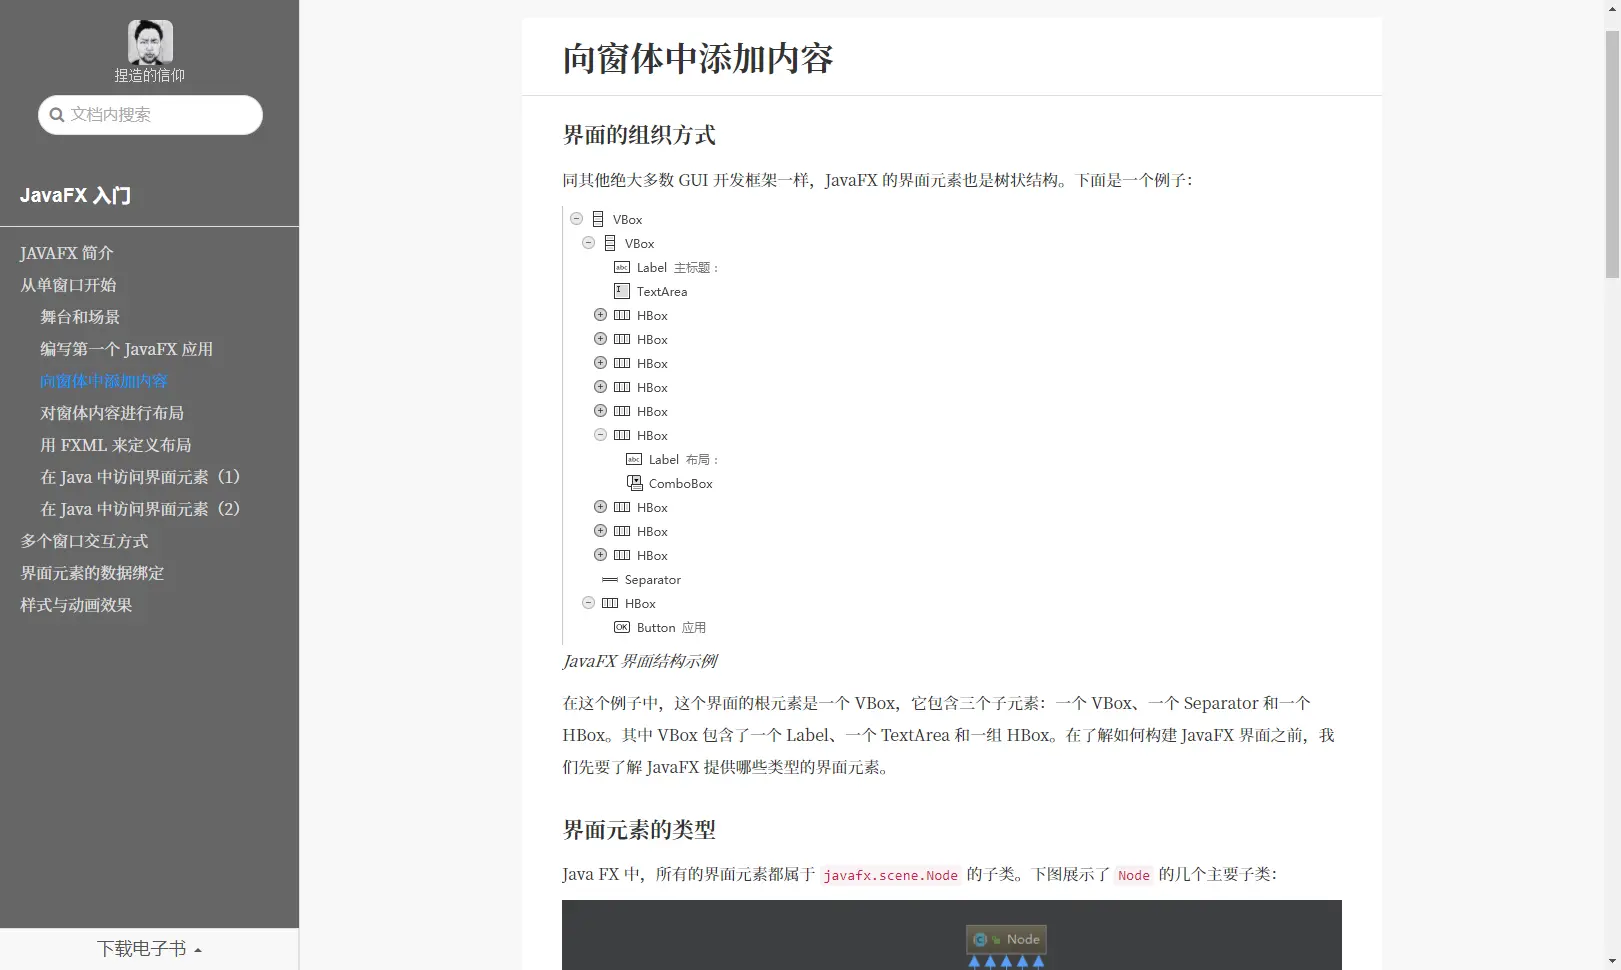 捏造的信仰
文档内搜索
JavaFX 入门
JAVAFX 简介
从单窗口开始
舞台和场景
编写第一个 JavaFX 应用
向窗体中添加内容
对窗体内容进行布局
用 FXML 来定义布局
在 Java 中访问界面元素（1）
在 Java 中访问界面元素（2）
多个窗口交互方式
界面元素的数据绑定
样式与动画效果
下载电子书
向窗体中添加内容
界面的组织方式
同其他绝大多数 GUI 开发框架一样，JavaFX 的界面元素也是树状结构。下面是一个例子：
VBox
VBox
abc Label 主标题：
TextArea
HBox
HBox
HBox
HBox
HBox
HBox
abc Label 布局：
ComboBox
HBox
HBox
HBox
Separator
HBox
OK Button 应用
JavaFX 界面结构示例
在这个例子中，这个界面的根元素是一个 VBox，它包含三个子元素：一个 VBox、一个 Separator 和一个
HBox。其中 VBox 包含了一个 Label、一个 TextArea 和一组 HBox。在了解如何构建 JavaFX 界面之前，我
们先要了解 JavaFX 提供哪些类型的界面元素。
界面元素的类型
Java FX 中，所有的界面元素都属于 javafx.scene.Node 的子类。下图展示了 Node 的几个主要子类：
C Node